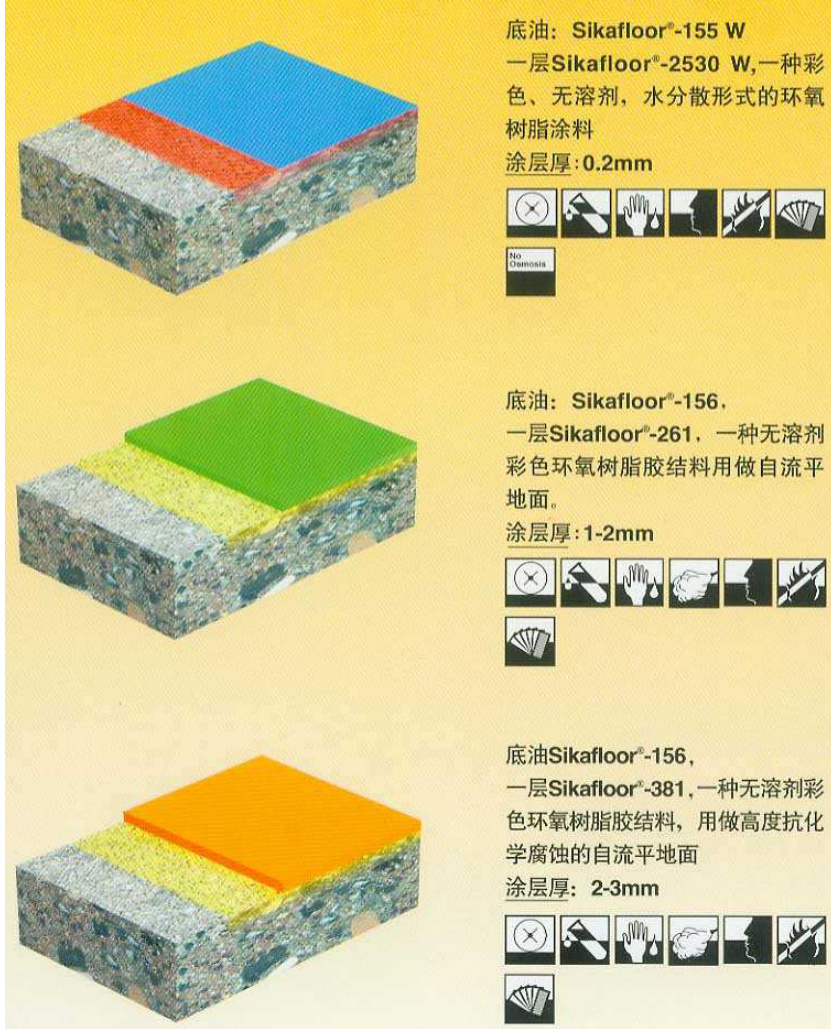 底油：Sikafloor®-155 W
一层Sikafloor®-2530 W,一种彩
色、无溶剂，水分散形式的环氧
树脂涂料
涂层厚：0.2mm
No
Osmosis
底油：Sikafloor®-156，
一层Sikafloor®-261，一种无溶剂
彩色环氧树脂胶结料用做自流平
地面。
涂层厚：1-2mm
底油Sikafloor®-156，
一层Sikafloor®-381，一种无溶剂彩
色环氧树脂胶结料，用做高度抗化
学腐蚀的自流平地面
涂层厚：2-3mm